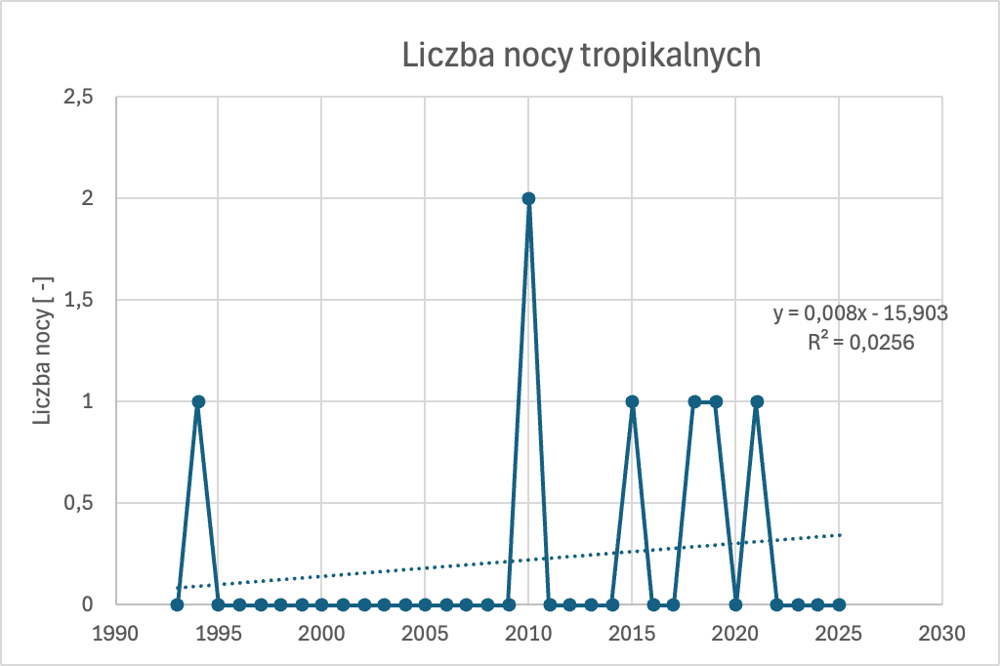 Liczba nocy tropikalnych
2,5
2
1,5
1
0,5
0
Liczba nocy [ -]
y = 0,008x - 15,903
R² = 0,0256
1990 1995 2000 2005 2010 2015 2020 2025 2030